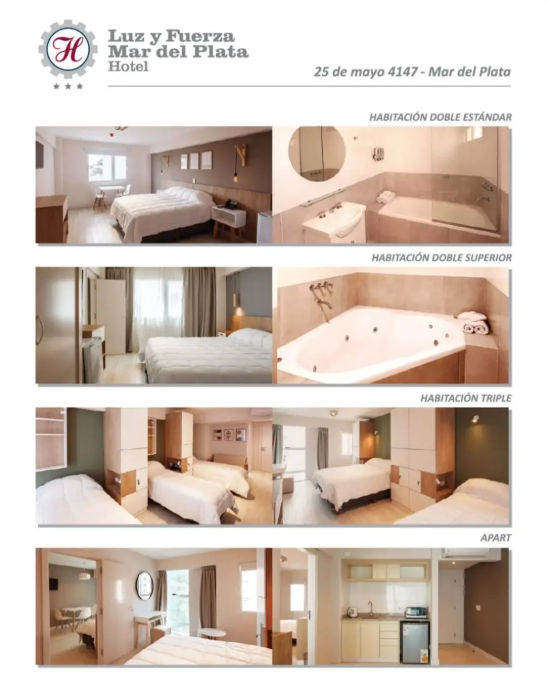 H
Luz y Fuerza
Mar del Plata
Hotel
25 de mayo 4147 - Mar del Plata
HABITACIÓN DOBLE ESTÁNDAR
HABITACIÓN DOBLE SUPERIOR
HABITACIÓN TRIPLE
APART